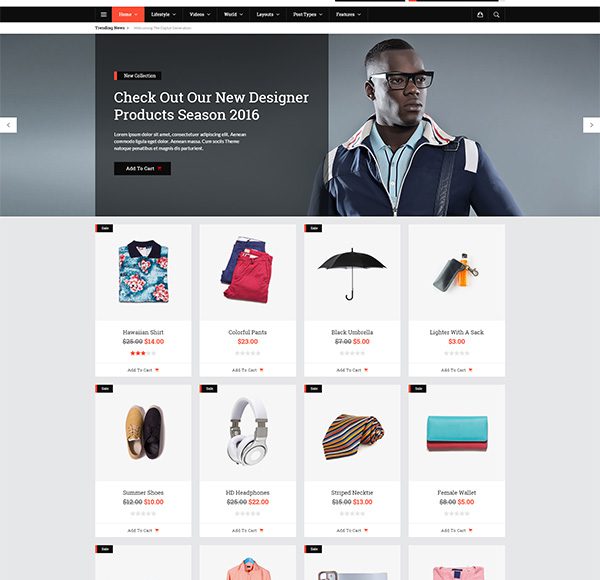 Home Lifestyle Videos World Layouts Post Types Features
Trending News
New Collection
Check Out Our New Designer
Products Season 2016
Lorem ipsum dolor sit amet, consectetuer adipiscing elit. Aenean
commodo ligula eget dolor. Aenean massa. Cum sociis Theme
natoque penatibus et magnis dis parturient.
Add To Cart
Sale Sale Sale
Hawaiian Shirt Colorful Pants Black Umbrella Lighter With A Sack
$25.00 $14.00 $23.00 $7.00 $5.00 $3.00
Add To Cart Add To Cart Add To Cart Add To Cart
Sale Sale Sale Sale
Summer Shoes HD Headphones Striped Necktie Female Wallet
$12.00 $10.00 $25.00 $22.00 $15.00 $13.00 $8.00 $5.00
Add To Cart Add To Cart Add To Cart Add To Cart
Sale Sale